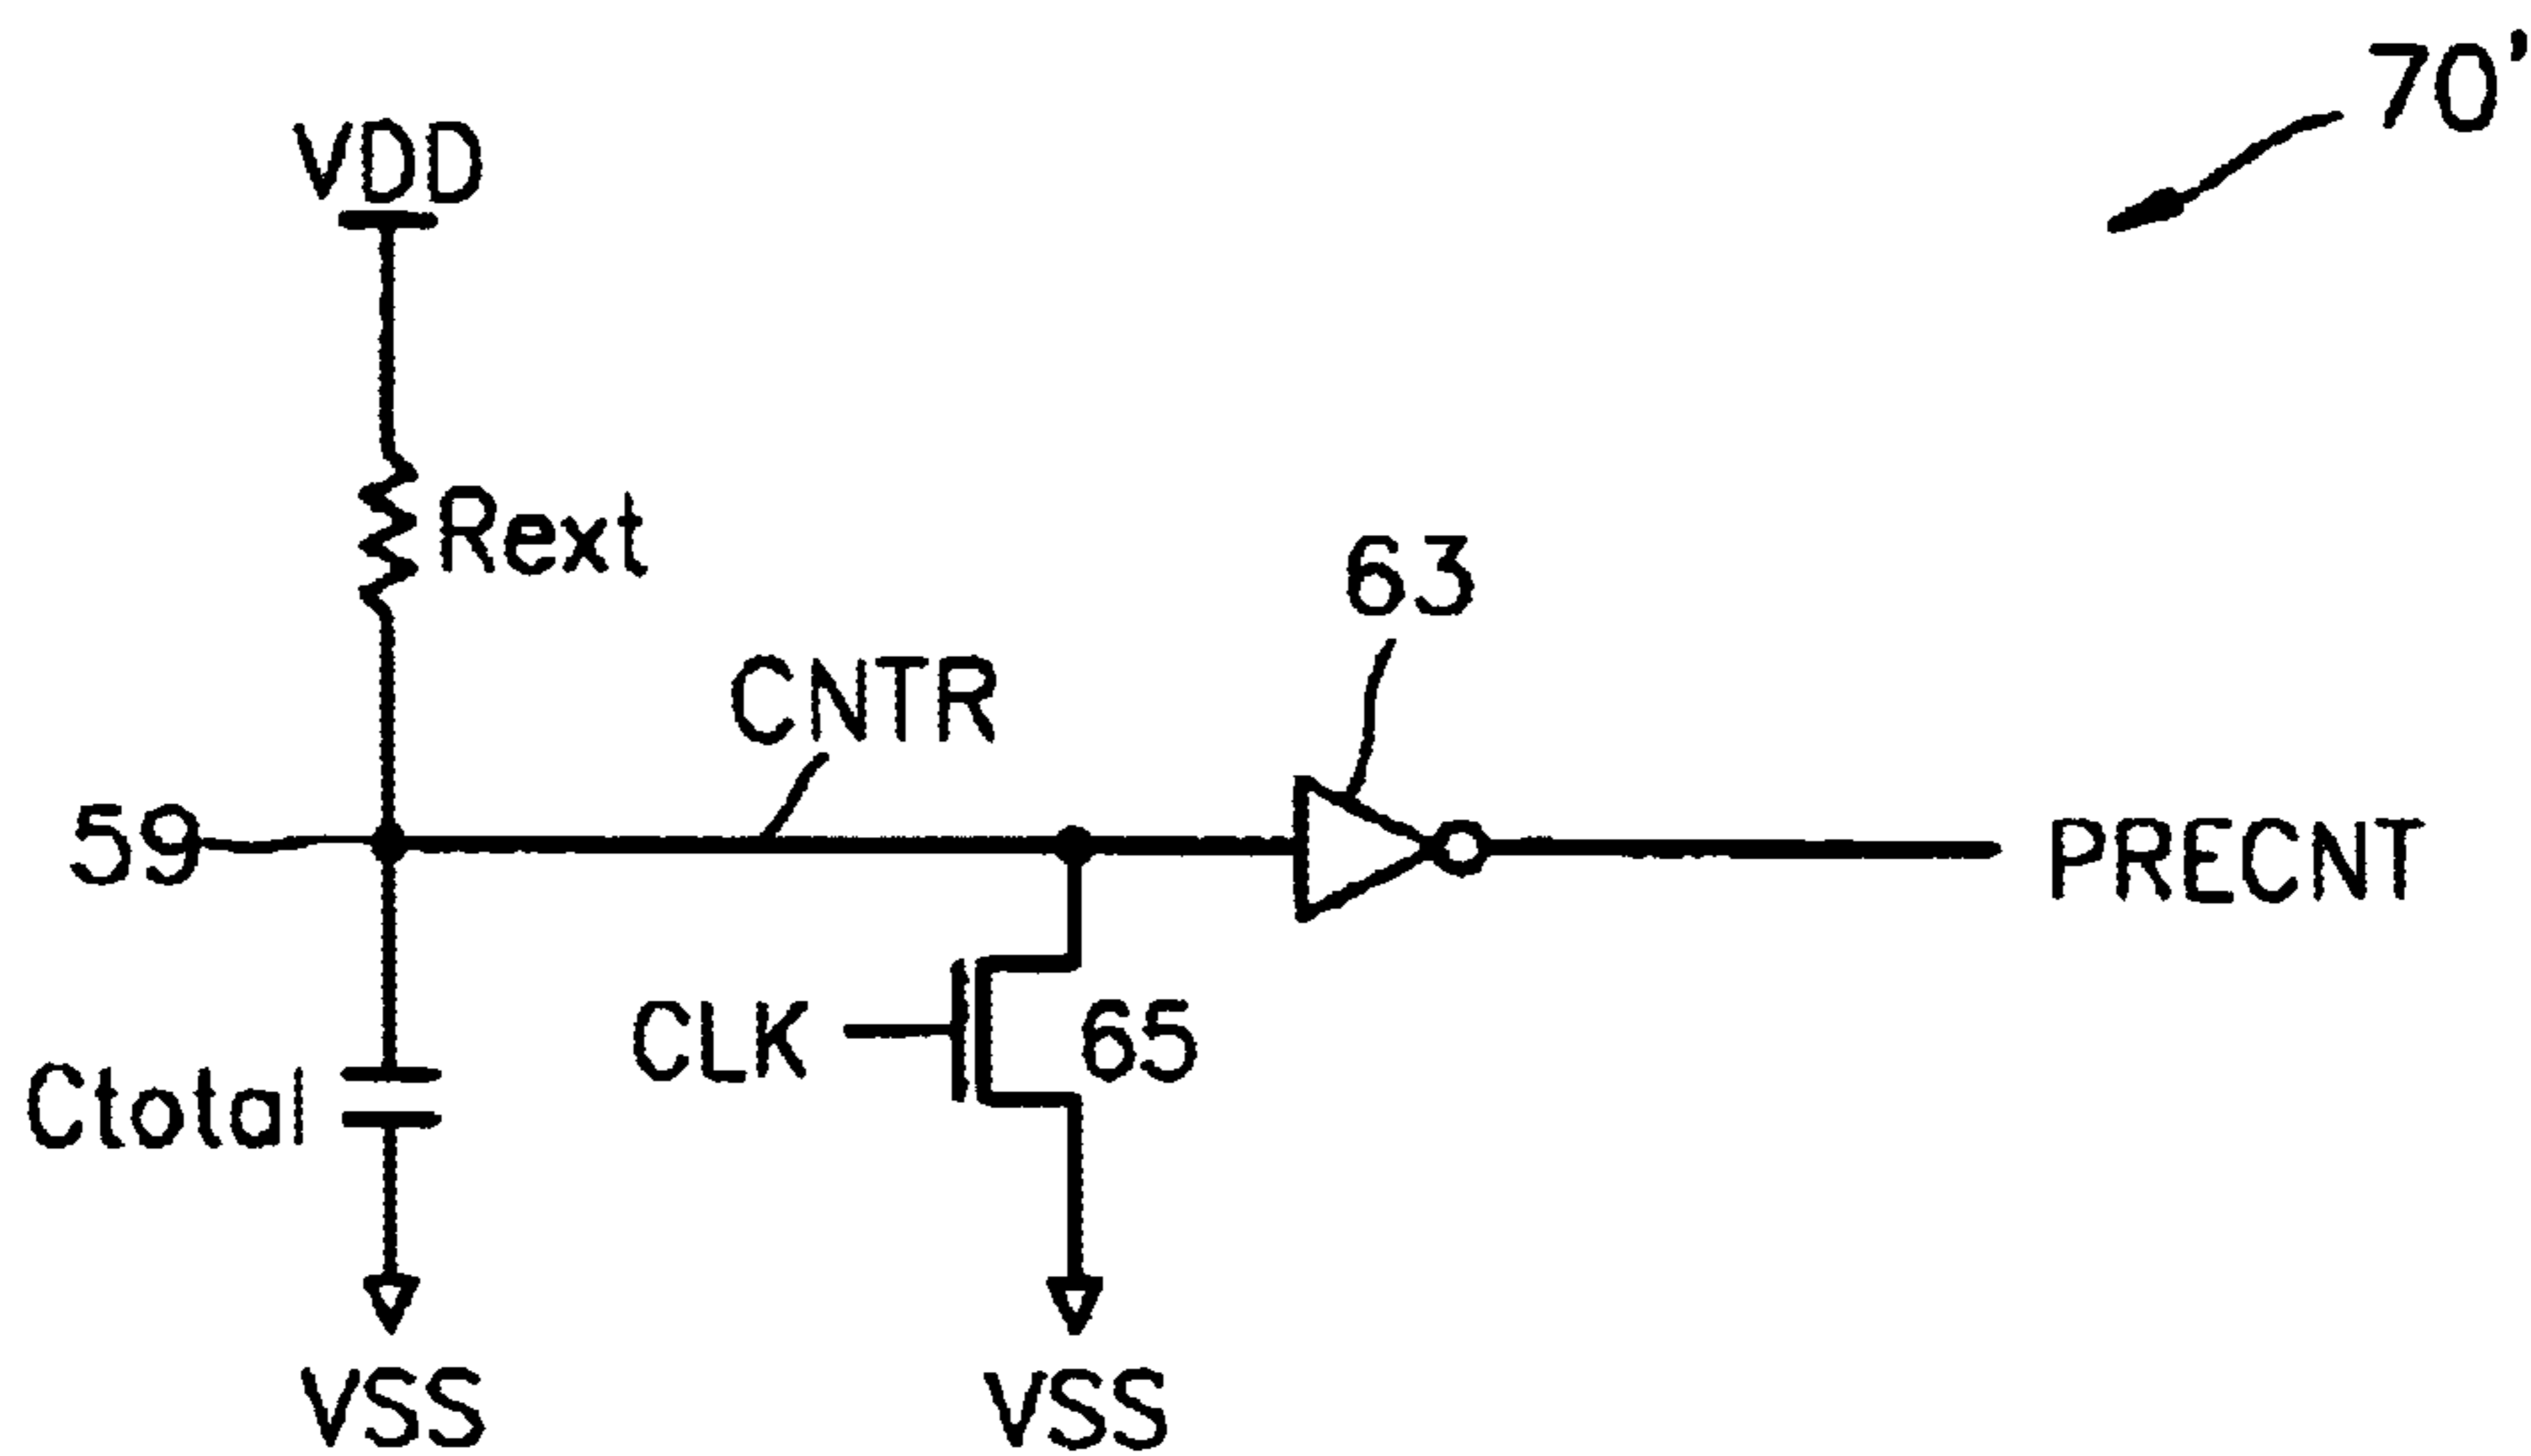 70'
VDD
Rext
63
CNTR
59
PRECNT
CLK
65
Ctotal
VSS
VSS